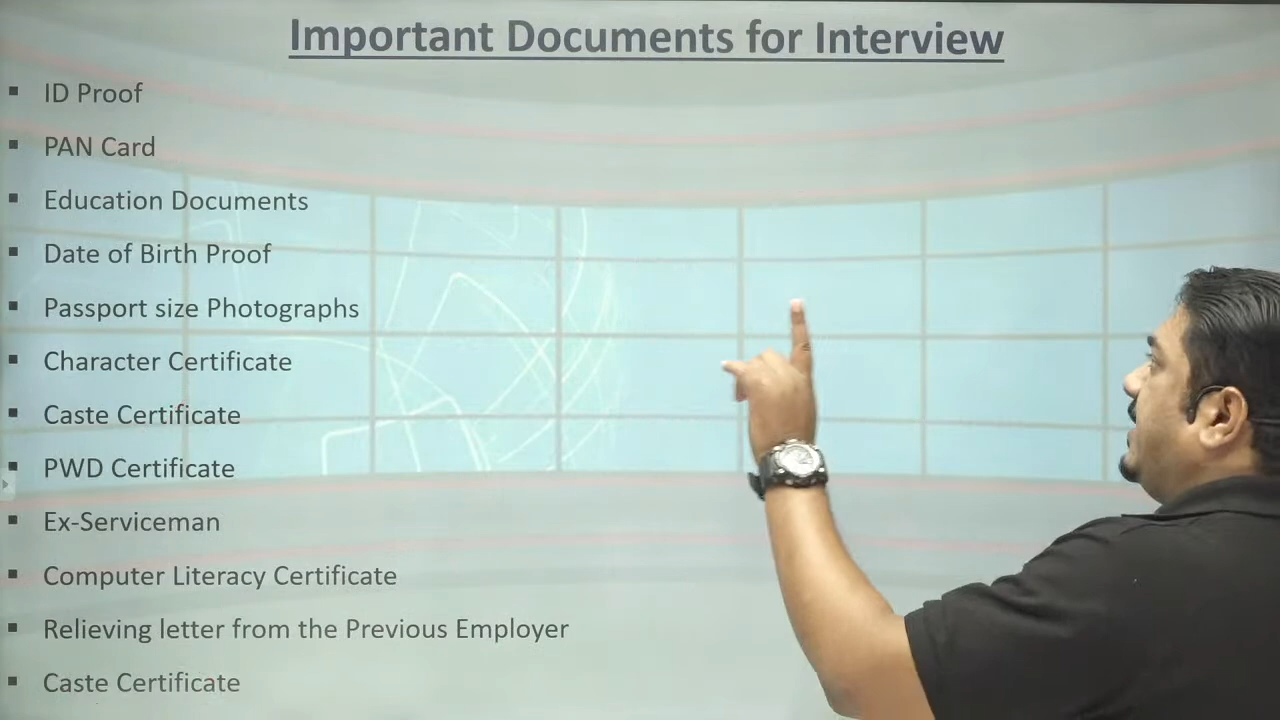 Important Documents for Interview
ID Proof
PAN Card
Education Documents
Date of Birth Proof
Passport size Photographs
Character Certificate
Caste Certificate
PWD Certificate
Ex-Serviceman
Computer Literacy Certificate
Relieving letter from the Previous Employer
Caste Certificate